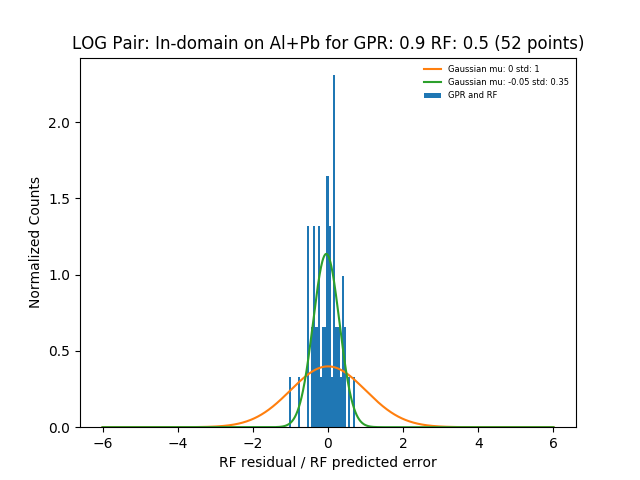 LOG Pair: In-domain on Al+Pb for GPR: 0.9 RF: 0.5 (52 points)
Gaussian mu: 0 std: 1
Gaussian mu: -0.05 std: 0.35
GPR and RF
Normalized Counts
2.0
1.5
1.0
0.5
0.0
−6 −4 −2 0 2 4 6
RF residual / RF predicted error